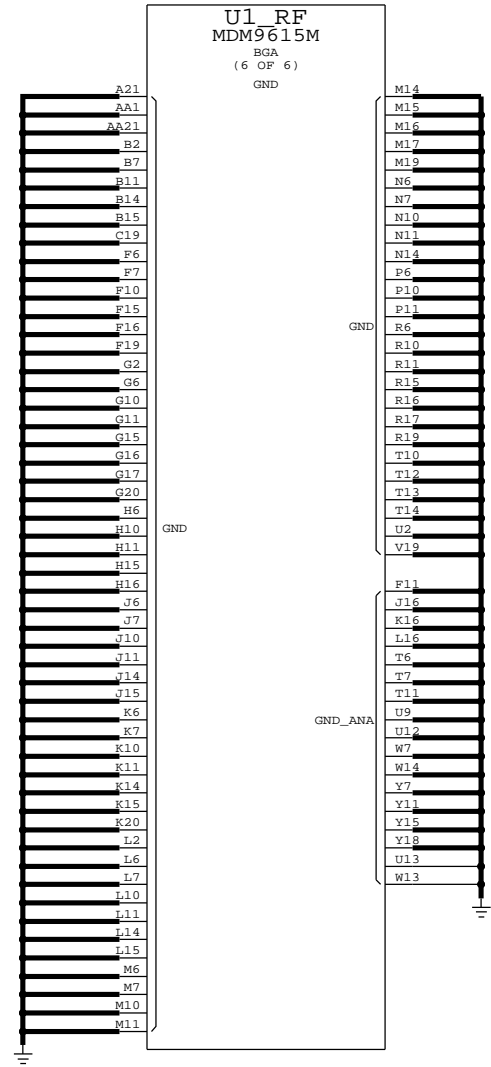 U1_RF
MDM9615M
BGA
(6 OF 6)
GND
A21
AA1
AA21
B2
B7
B11
B14
B15
C19
F6
F7
F10
F15
F16
F19
G2
G6
G10
G11
G15
G16
G17
G20
H6
H10
H11
H15
H16
J6
J7
J10
J11
J14
J15
K6
K7
K10
K11
K14
K15
K20
L2
L6
L7
L10
L11
L14
L15
M6
M7
M10
M11
GND
M14
M15
M16
M17
M19
N6
N7
N10
N11
N14
P6
P10
P11
R6
R10
R11
R15
R16
R17
R19
T10
T12
T13
T14
U2
V19
GND
F11
J16
K16
L16
T6
T7
T11
U9
U12
W7
W14
Y7
Y11
Y15
Y18
U13
W13
GND_ANA